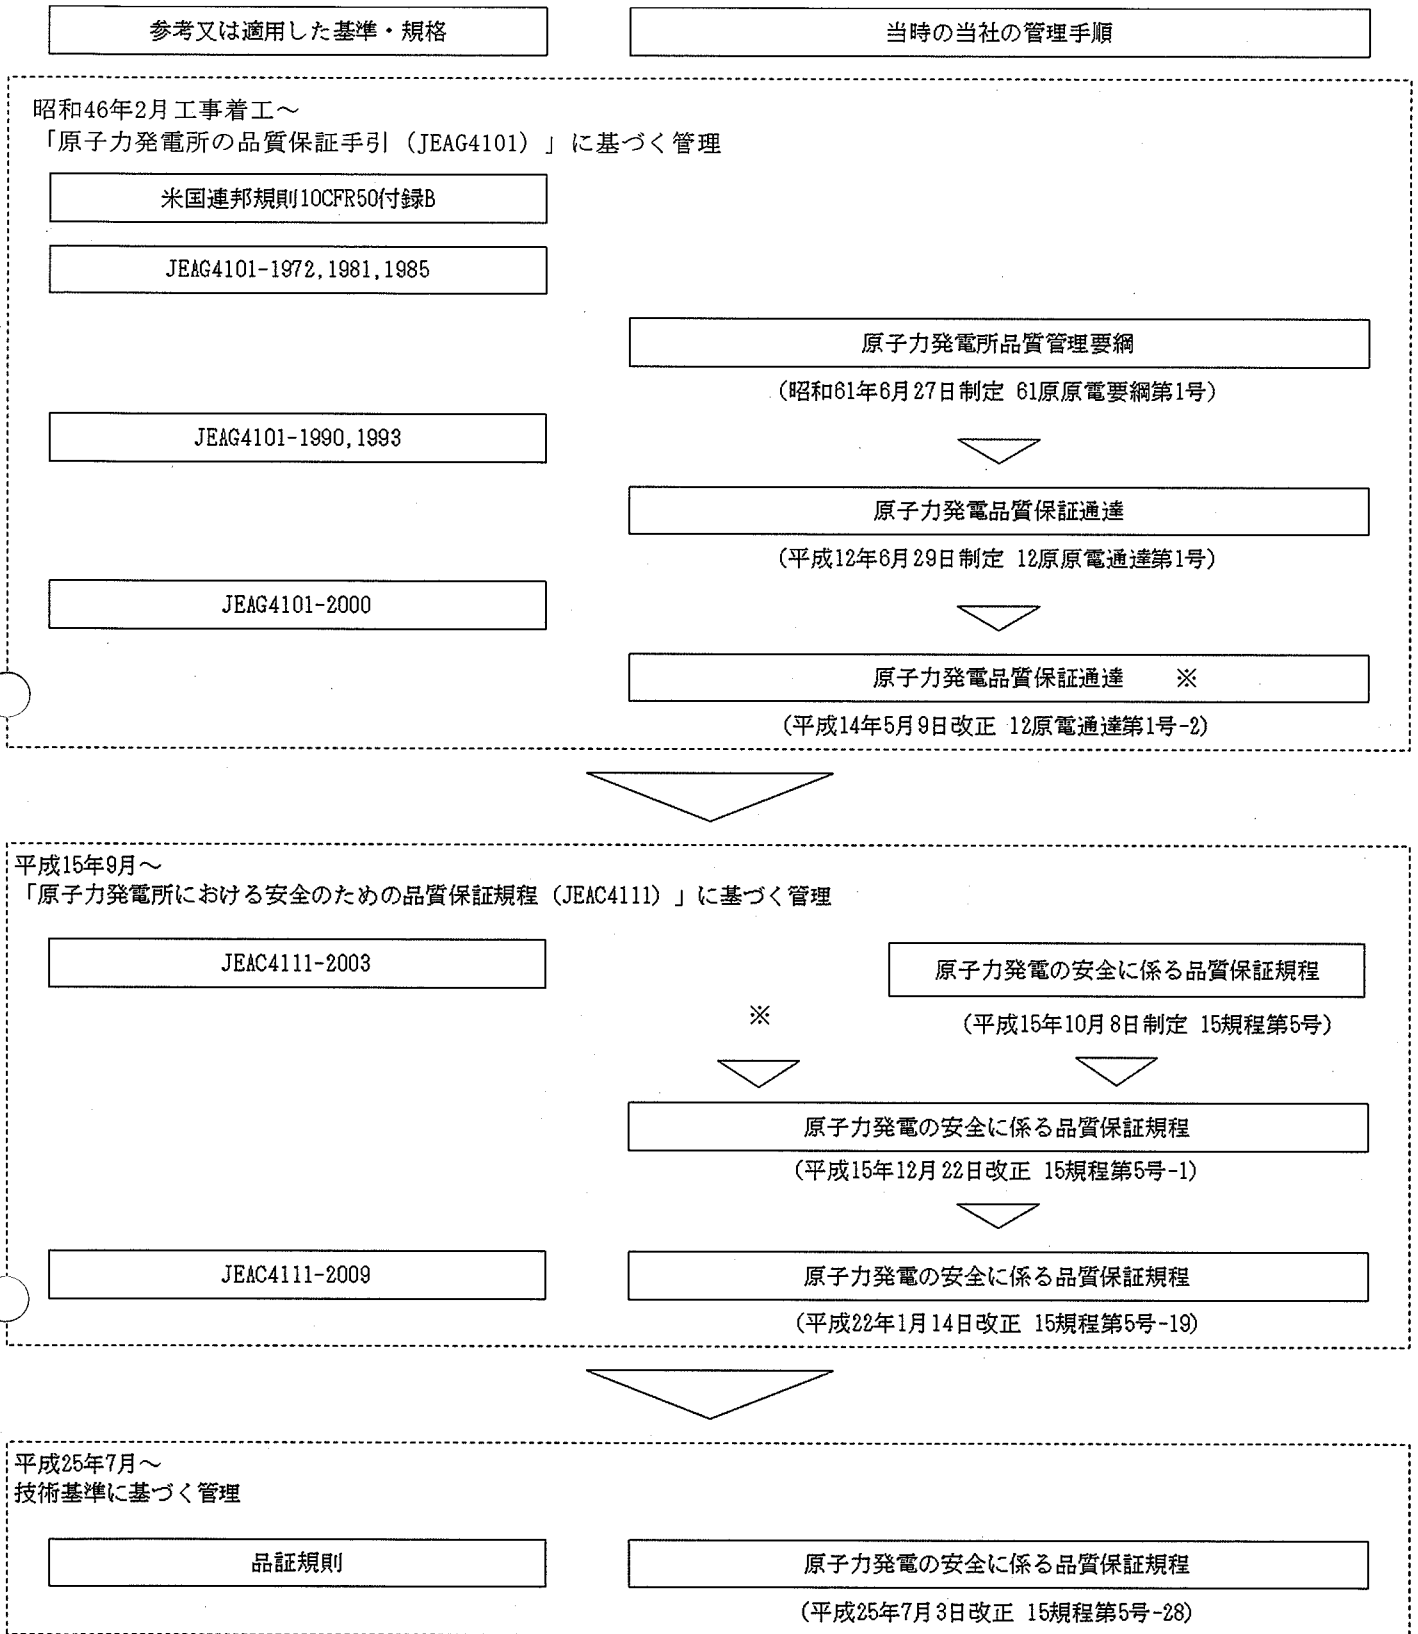 参考又は適用した基準・規格
当時の当社の管理手順
昭和46年2月工事着工～
「原子力発電所の品質保証手引（JEAG4101）」に基づく管理
米国連邦規則10CFR50付録B
JEAG4101-1972,1981,1985
原子力発電所品質管理要綱
（昭和61年6月27日制定 61原原電要綱第1号）
JEAG4101-1990,1993
原子力発電品質保証通達
（平成12年6月29日制定 12原原電通達第1号）
JEAG4101-2000
原子力発電品質保証通達 ※
（平成14年5月9日改正 12原電通達第1号-2）
平成15年9月～
「原子力発電所における安全のための品質保証規程（JEAC4111）」に基づく管理
JEAC4111-2003
原子力発電の安全に係る品質保証規程
（平成15年10月8日制定 15規程第5号）
※
原子力発電の安全に係る品質保証規程
（平成15年12月22日改正 15規程第5号-1）
JEAC4111-2009
原子力発電の安全に係る品質保証規程
（平成22年1月14日改正 15規程第5号-19）
平成25年7月～
技術基準に基づく管理
品証規則
原子力発電の安全に係る品質保証規程
（平成25年7月3日改正 15規程第5号-28）